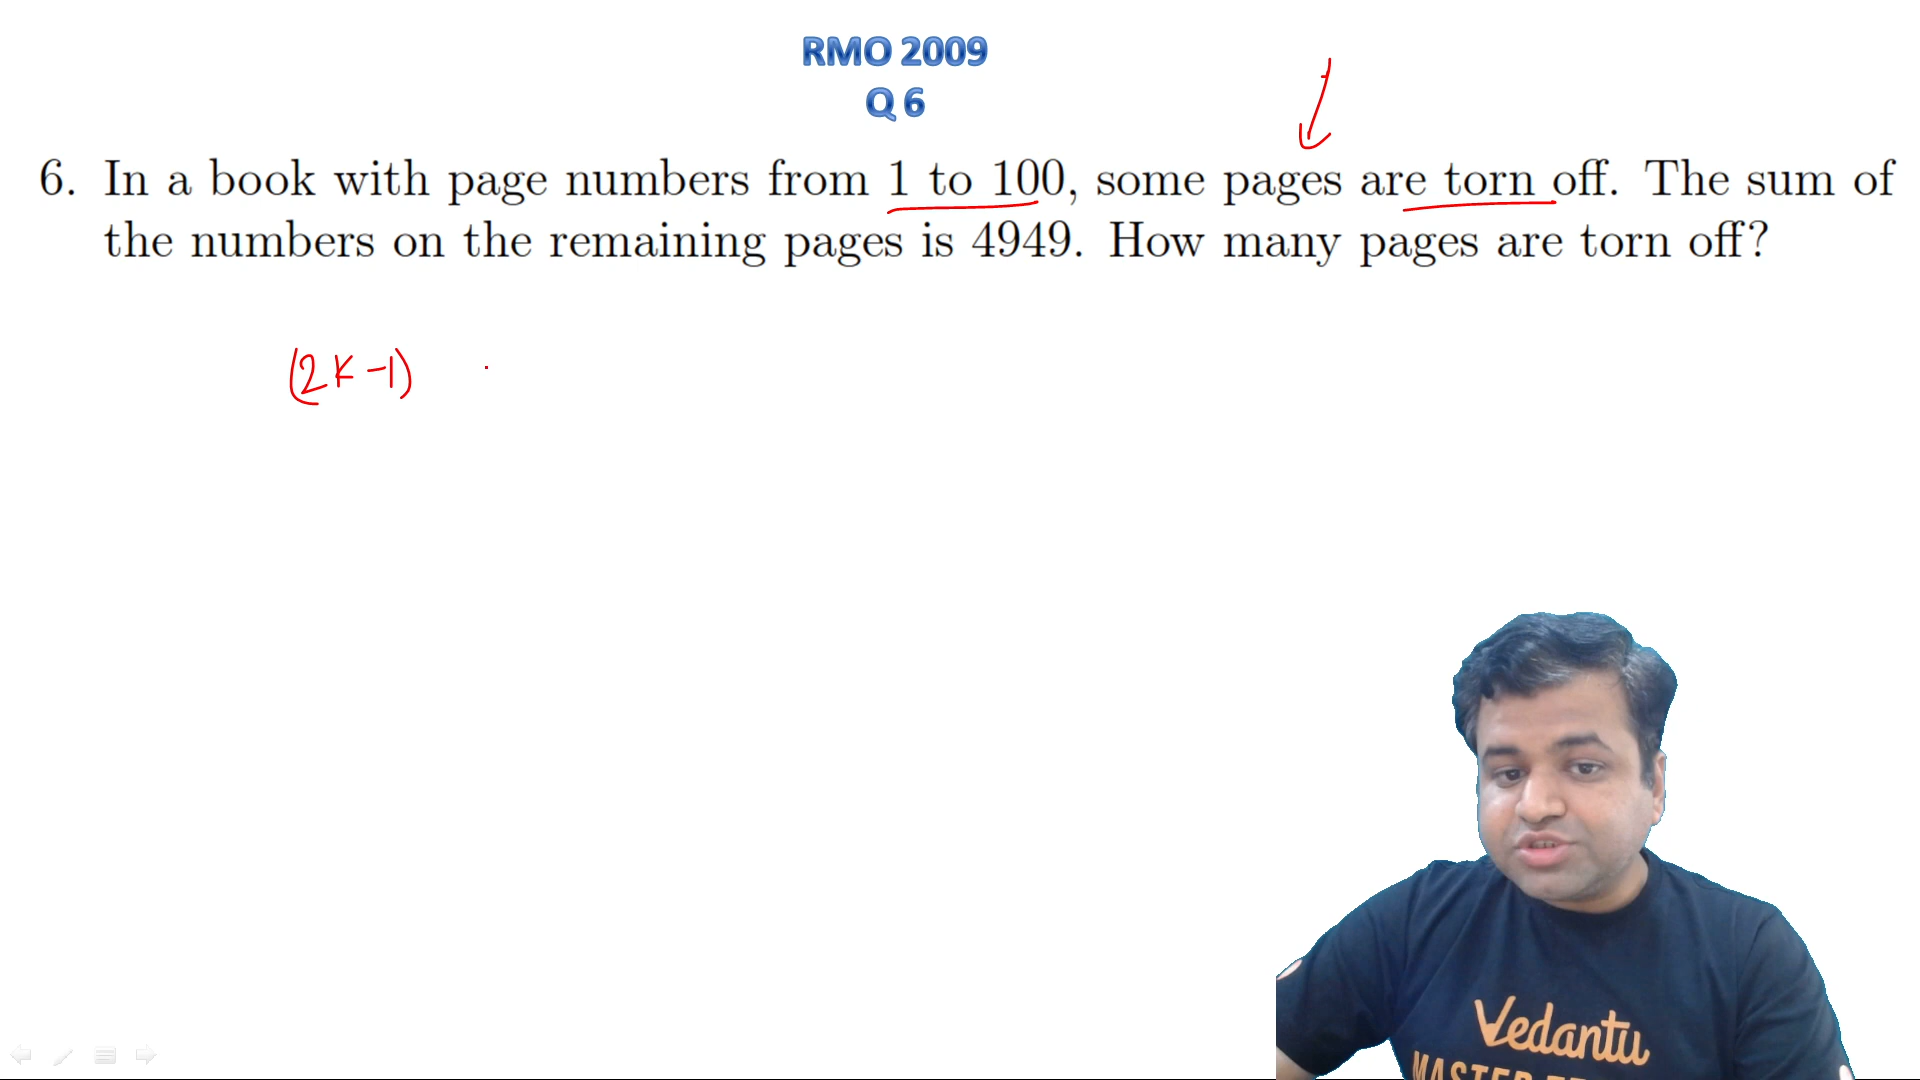 RMO 2009
Q 6
6. In a book with page numbers from 1 to 100, some pages are torn off. The sum of
the numbers on the remaining pages is 4949. How many pages are torn off?
(2K-1)
Vedantu